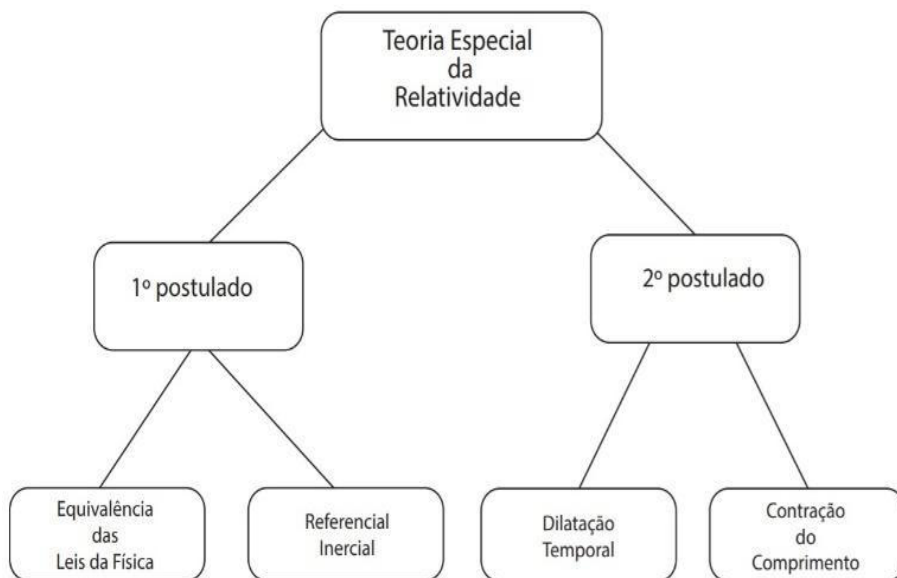 Teoria Especial
da
Relatividade
1º postulado
2º postulado
Equivalência
das
Leis da Física
Referencial
Inercial
Dilatação
Temporal
Contração
do
Comprimento